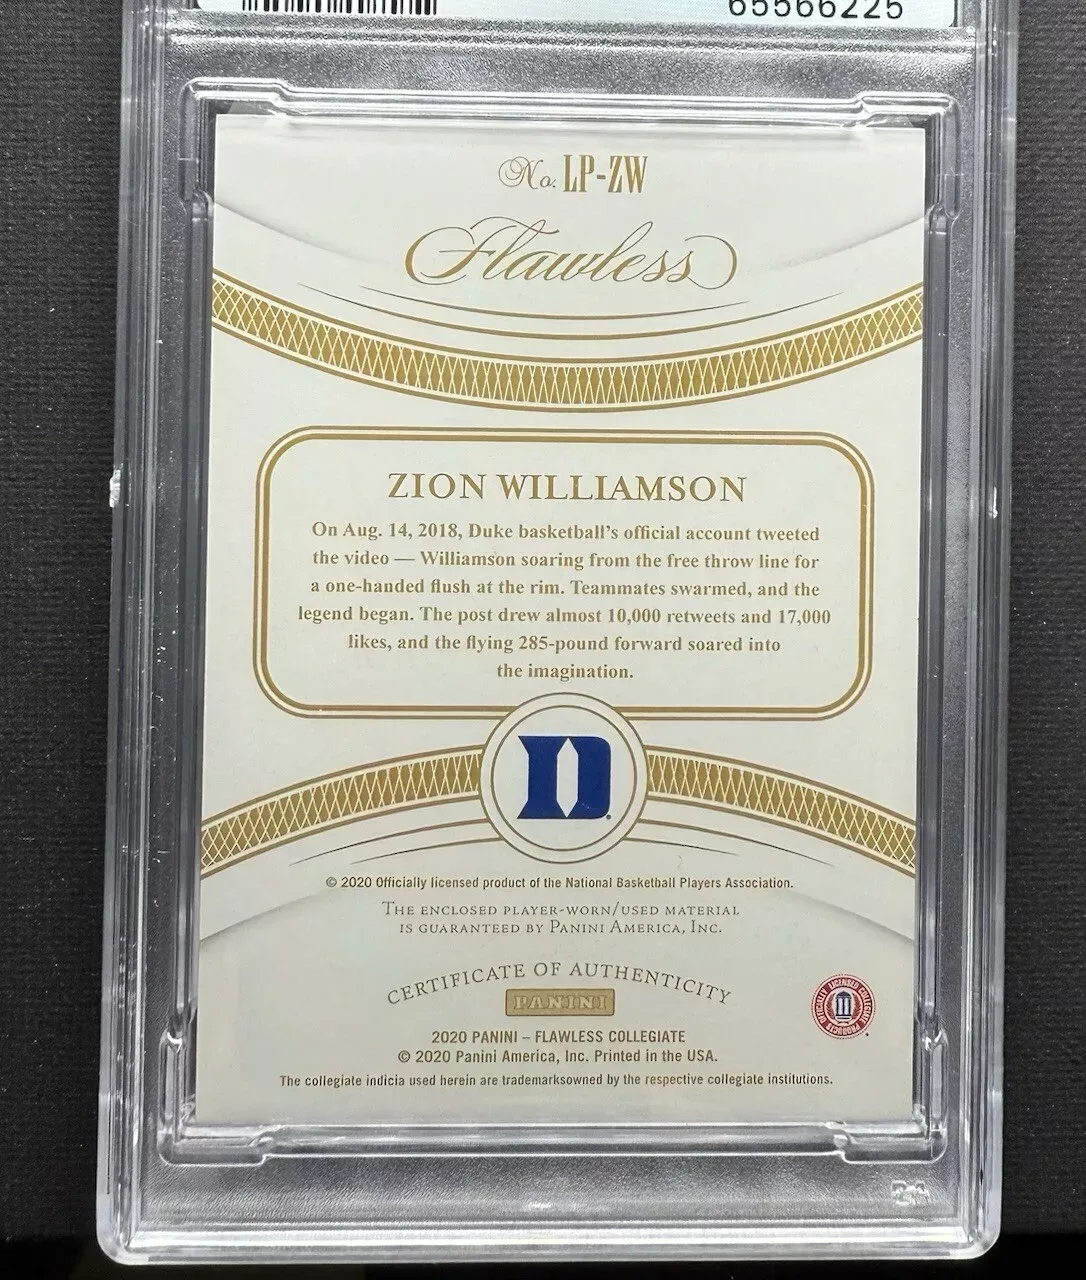 65566225
No. LP-ZW
Flawless
ZION WILLIAMSON
On Aug. 14, 2018, Duke basketball's official account tweeted
the video — Williamson soaring from the free throw line for
a one-handed flush at the rim. Teammates swarmed, and the
legend began. The post drew almost 10,000 retweets and 17,000
likes, and the flying 285-pound forward soared into
the imagination.
D
© 2020 Officially licensed product of the National Basketball Players Association.
THE ENCLOSED PLAYER-WORN/USED MATERIAL
IS GUARANTEED BY PANINI AMERICA, INC.
CERTIFICATE OF AUTHENTICITY
PANINI
OFFICIALLY LICENSED COLLEGIATE PRODUCTS
2020 PANINI – FLAWLESS COLLEGIATE
© 2020 Panini America, Inc. Printed in the USA.
The collegiate indicia used herein are trademarksowned by the respective collegiate institutions.